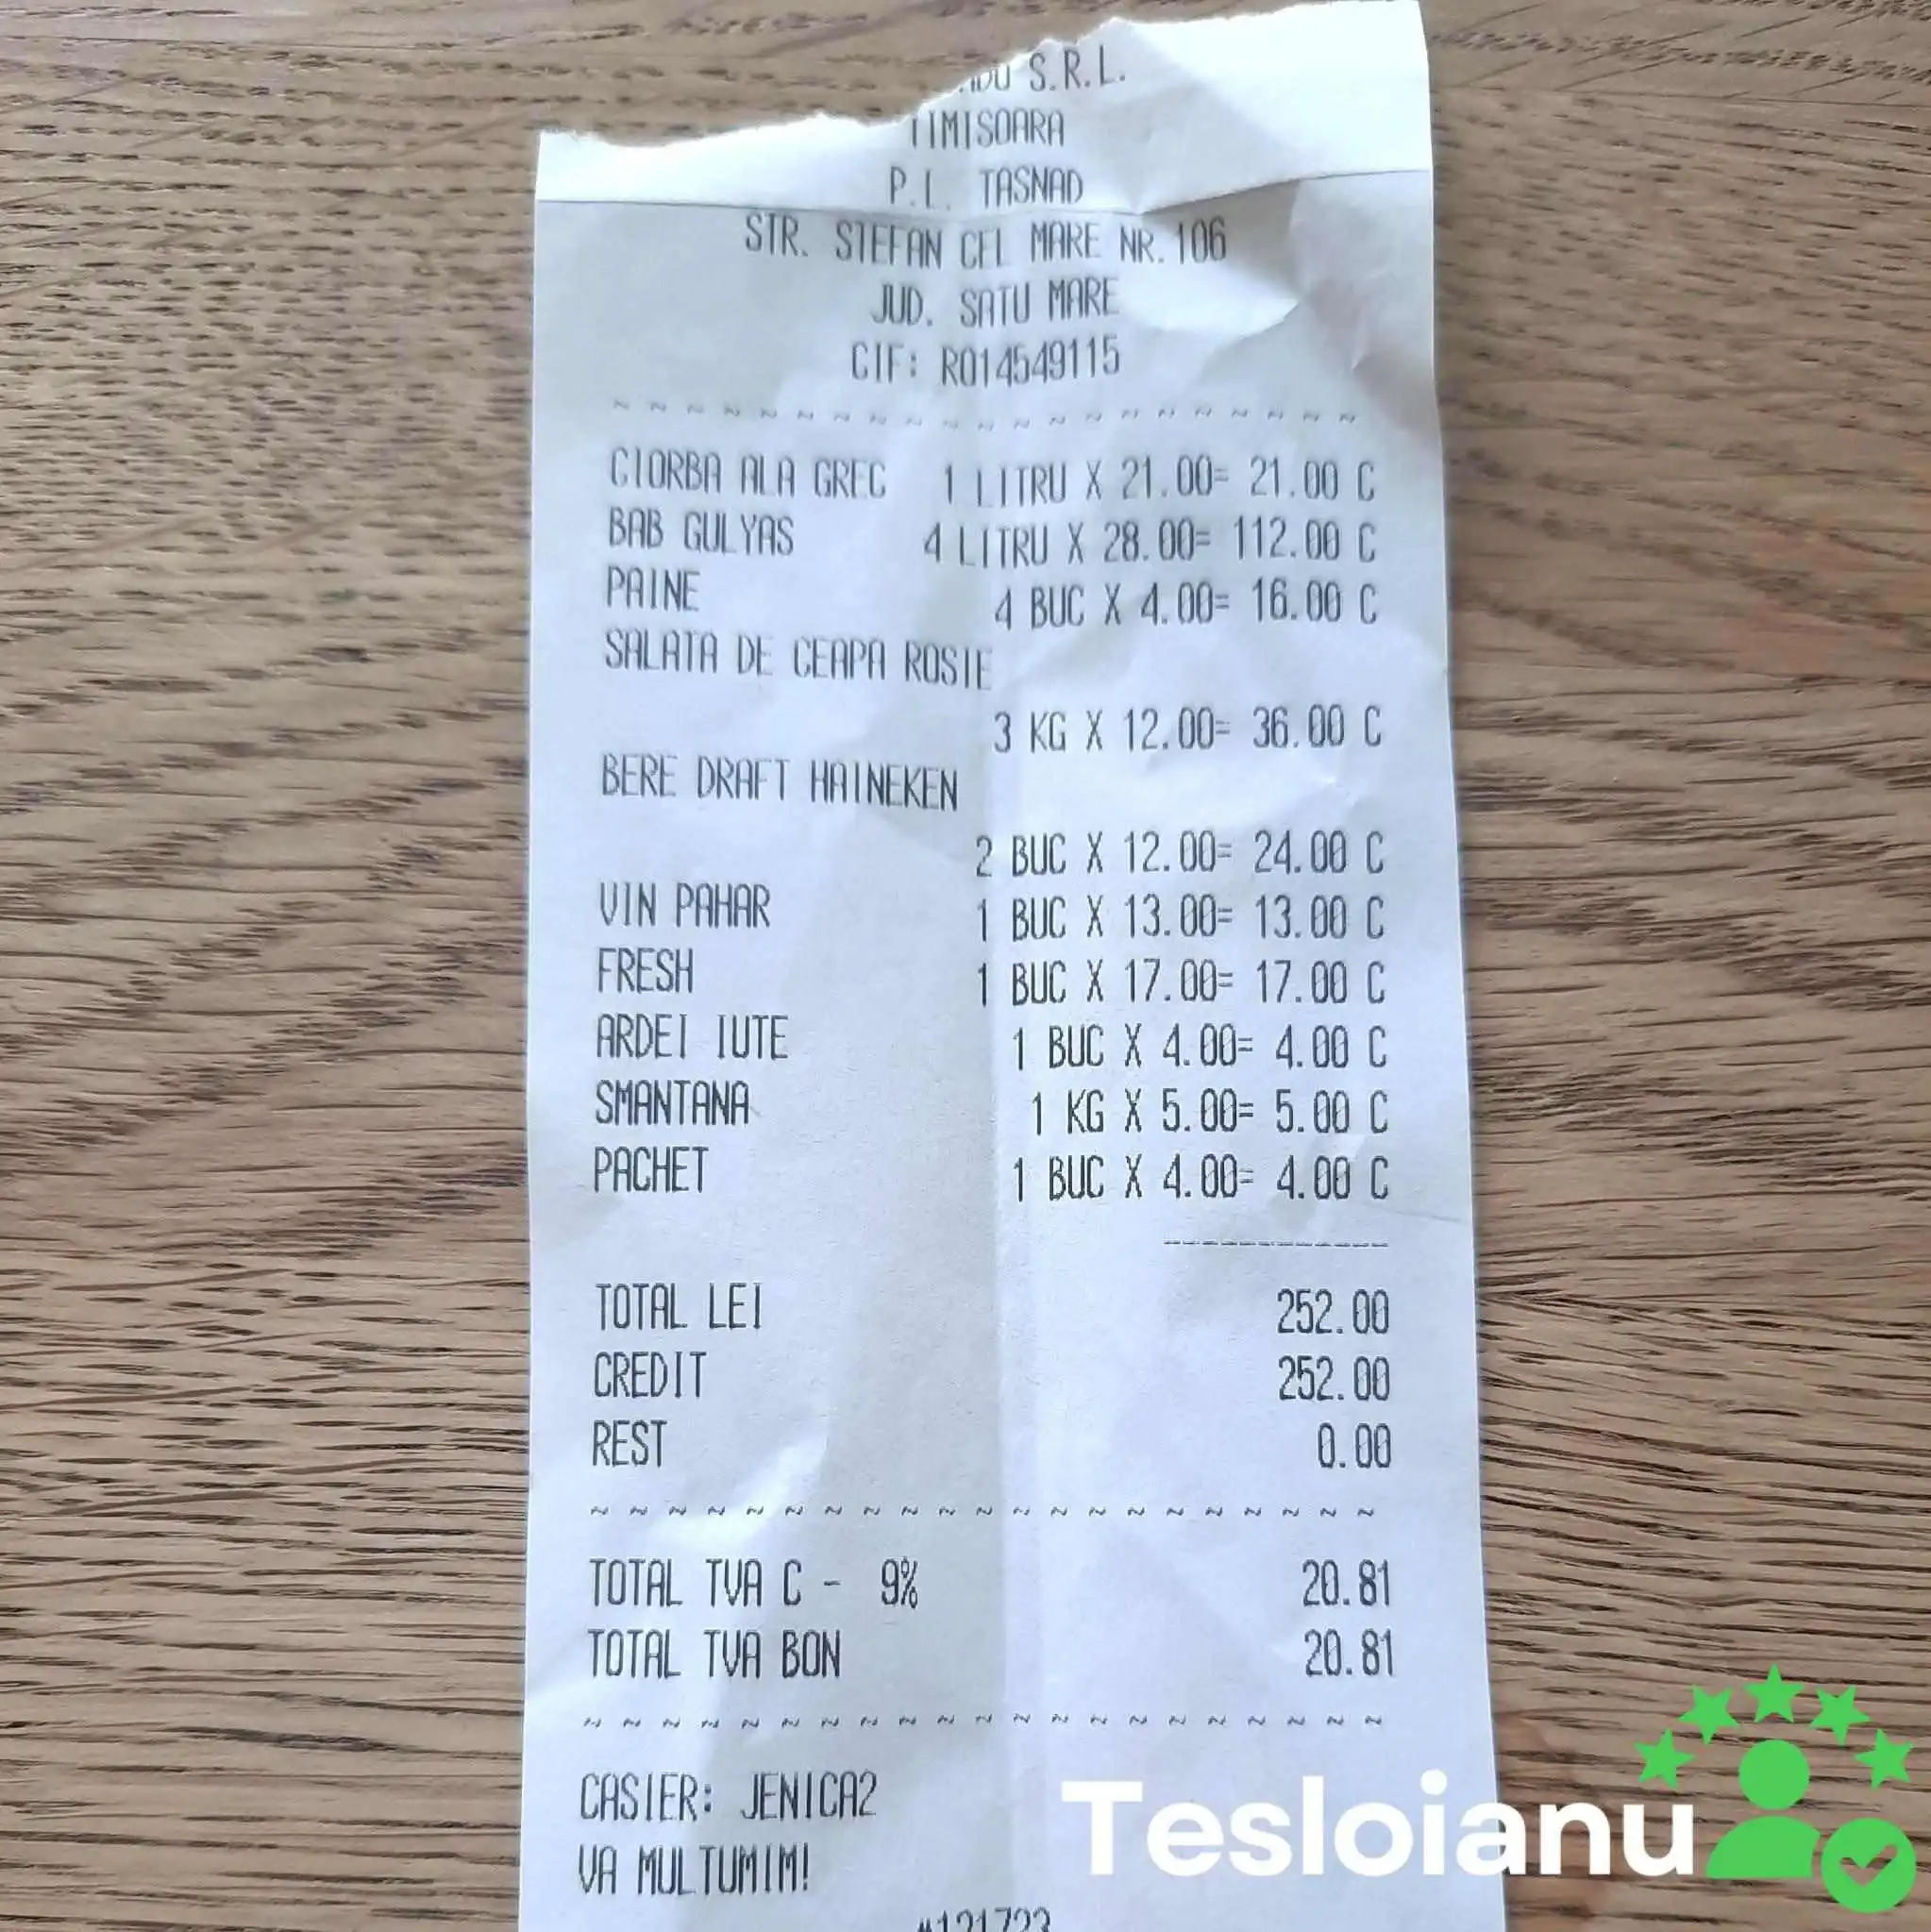 S.R.L.
TIMISOARA
P.L. TASNAD
STR. STEFAN CEL MARE NR.106
JUD. SATU MARE
CIF: RO14549115
~ ~ ~ ~ ~ ~ ~ ~ ~ ~ ~ ~ ~ ~ ~ ~ ~ ~ ~ ~ ~
CIORBA ALA GREC 1 LITRU X 21.00= 21.00 C
BAB GULYAS 4 LITRU X 28.00= 112.00 C
PAINE 4 BUC X 4.00= 16.00 C
SALATA DE CEAPA ROSIE
3 KG X 12.00= 36.00 C
BERE DRAFT HAINEKEN
2 BUC X 12.00= 24.00 C
VIN PAHAR 1 BUC X 13.00= 13.00 C
FRESH 1 BUC X 17.00= 17.00 C
ARDEI IUTE 1 BUC X 4.00= 4.00 C
SMANTANA 1 KG X 5.00= 5.00 C
PACHET 1 BUC X 4.00= 4.00 C
------------
TOTAL LEI 252.00
CREDIT 252.00
REST 0.00
~ ~ ~ ~ ~ ~ ~ ~ ~ ~ ~ ~ ~ ~ ~ ~ ~ ~ ~ ~ ~
TOTAL TVA C - 9% 20.81
TOTAL TVA BON 20.81
~ ~ ~ ~ ~ ~ ~ ~ ~ ~ ~ ~ ~ ~ ~ ~ ~ ~ ~ ~ ~
CASIER: JENICA2
VA MULTUMIM!
#121723
Tesloianu